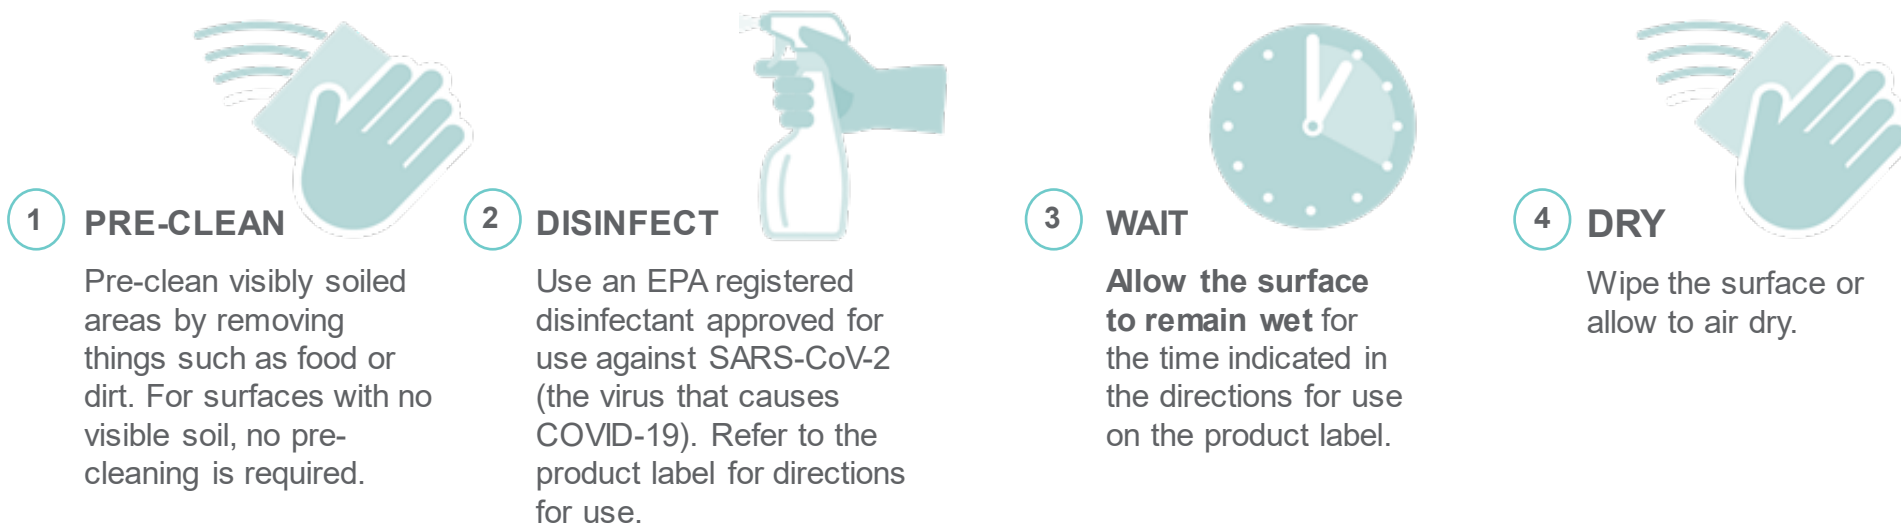 1 PRE-CLEAN
Pre-clean visibly soiled
areas by removing
things such as food or
dirt. For surfaces with no
visible soil, no pre-
cleaning is required.
2 DISINFECT
Use an EPA registered
disinfectant approved for
use against SARS-CoV-2
(the virus that causes
COVID-19). Refer to the
product label for directions
for use.
3 WAIT
Allow the surface
to remain wet for
the time indicated in
the directions for use
on the product label.
4 DRY
Wipe the surface or
allow to air dry.